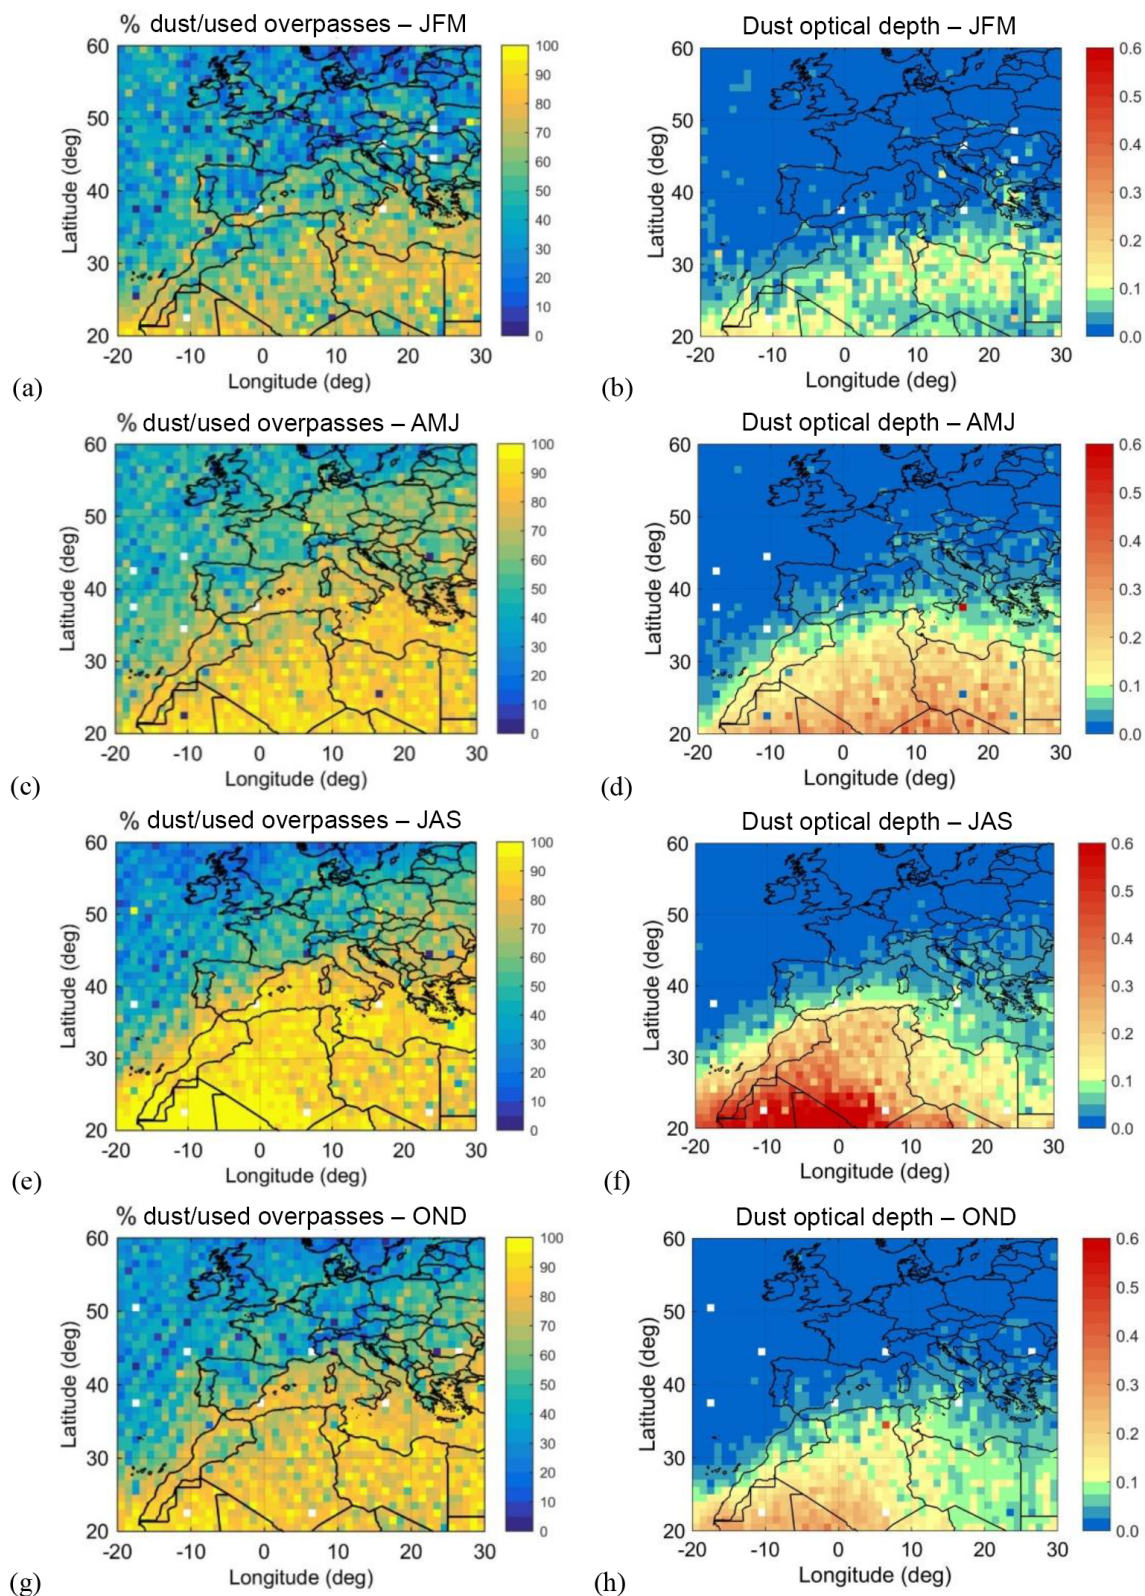 % dust/used overpasses – JFM
60
50
40
30
20
Latitude (deg)
-20 -10 0 10 20 30
Longitude (deg)
100
90
80
70
60
50
40
30
20
10
0
(a)
Dust optical depth – JFM
60
50
40
30
20
Latitude (deg)
-20 -10 0 10 20 30
Longitude (deg)
0.6
0.5
0.4
0.3
0.2
0.1
0.0
(b)
% dust/used overpasses – AMJ
60
50
40
30
20
Latitude (deg)
-20 -10 0 10 20 30
Longitude (deg)
100
90
80
70
60
50
40
30
20
10
0
(c)
Dust optical depth – AMJ
60
50
40
30
20
Latitude (deg)
-20 -10 0 10 20 30
Longitude (deg)
0.6
0.5
0.4
0.3
0.2
0.1
0.0
(d)
% dust/used overpasses – JAS
60
50
40
30
20
Latitude (deg)
-20 -10 0 10 20 30
Longitude (deg)
100
90
80
70
60
50
40
30
20
10
0
(e)
Dust optical depth – JAS
60
50
40
30
20
Latitude (deg)
-20 -10 0 10 20 30
Longitude (deg)
0.6
0.5
0.4
0.3
0.2
0.1
0.0
(f)
% dust/used overpasses – OND
60
50
40
30
20
Latitude (deg)
-20 -10 0 10 20 30
Longitude (deg)
100
90
80
70
60
50
40
30
20
10
0
(g)
Dust optical depth – OND
60
50
40
30
20
Latitude (deg)
-20 -10 0 10 20 30
Longitude (deg)
0.6
0.5
0.4
0.3
0.2
0.1
0.0
(h)